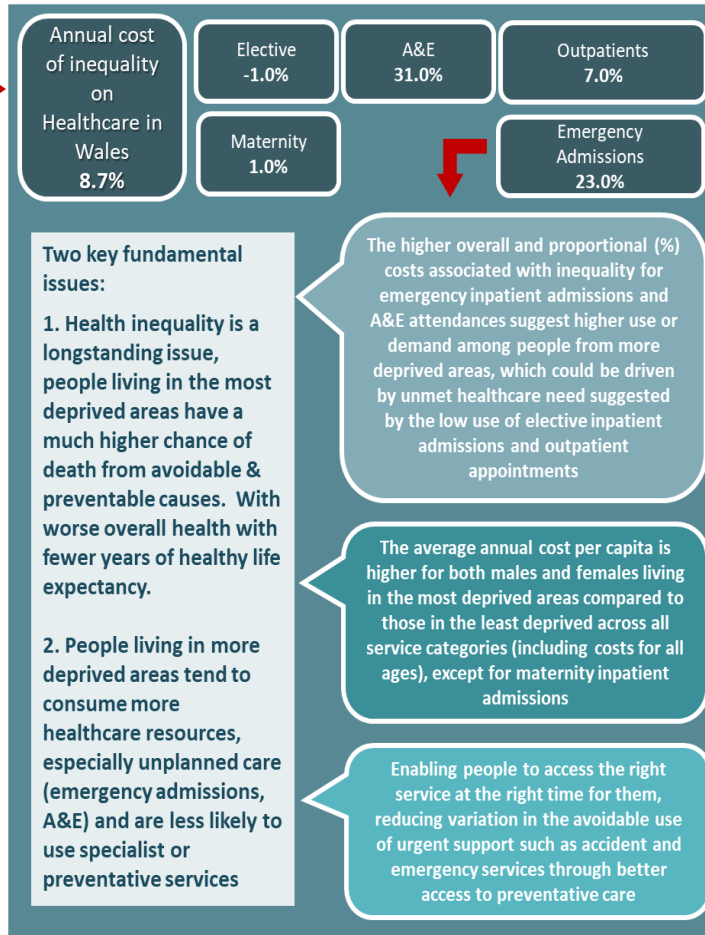 Annual cost
of inequality
on
Healthcare in
Wales
8.7%
Elective
-1.0%
A&E
31.0%
Outpatients
7.0%
Maternity
1.0%
Emergency
Admissions
23.0%
Two key fundamental
issues:
1. Health inequality is a
longstanding issue,
people living in the most
deprived areas have a
much higher chance of
death from avoidable &
preventable causes. With
worse overall health with
fewer years of healthy life
expectancy.
2. People living in more
deprived areas tend to
consume more
healthcare resources,
especially unplanned care
(emergency admissions,
A&E) and are less likely to
use specialist or
preventative services
The higher overall and proportional (%)
costs associated with inequality for
emergency inpatient admissions and
A&E attendances suggest higher use or
demand among people from more
deprived areas, which could be driven
by unmet healthcare need suggested
by the low use of elective inpatient
admissions and outpatient
appointments
The average annual cost per capita is
higher for both males and females living
in the most deprived areas compared to
those in the least deprived across all
service categories (including costs for all
ages), except for maternity inpatient
admissions
Enabling people to access the right
service at the right time for them,
reducing variation in the avoidable use
of urgent support such as accident and
emergency services through better
access to preventative care